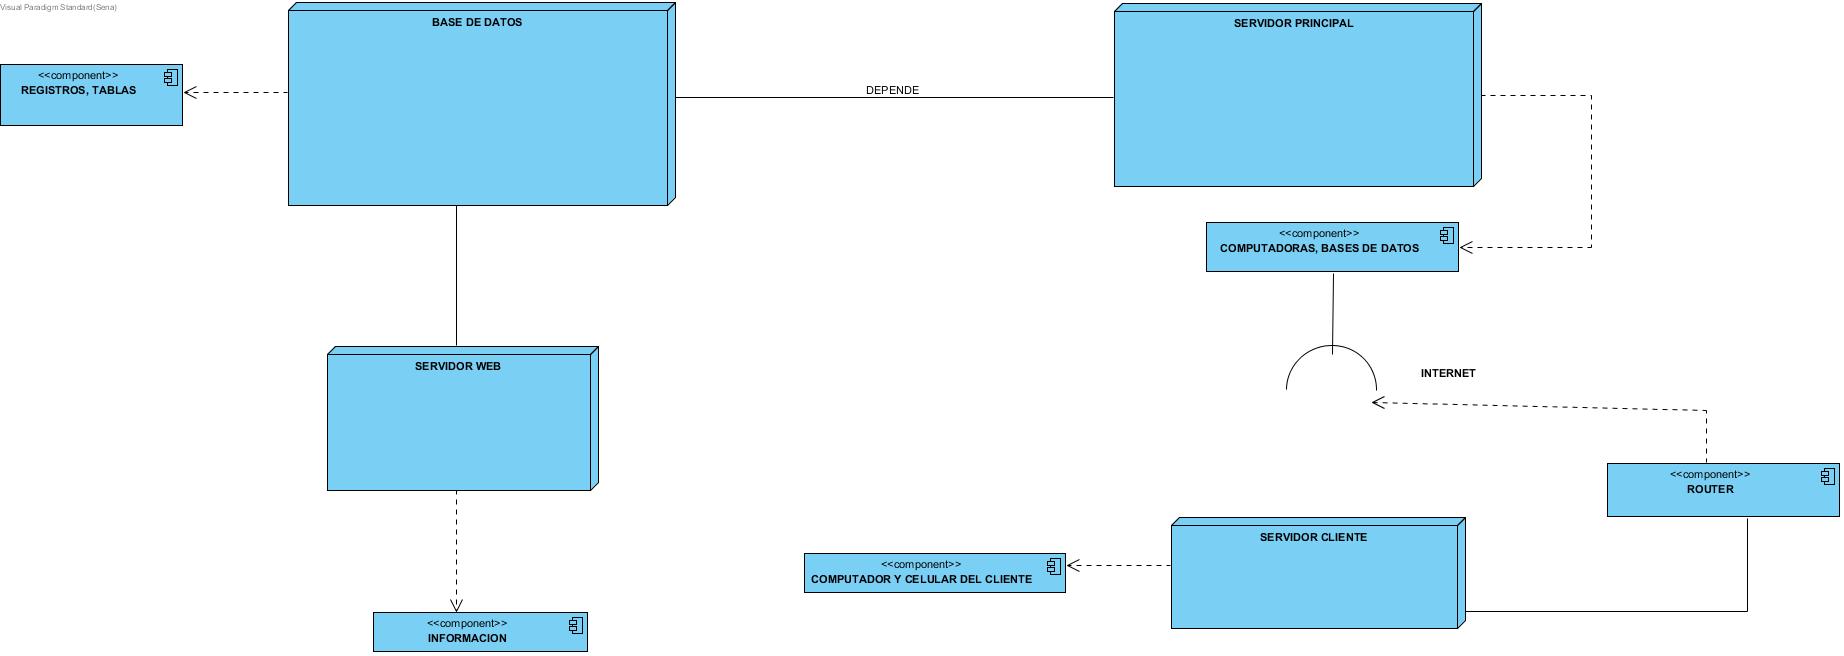 Visual Paradigm Standard(Sena)
BASE DE DATOS
SERVIDOR PRINCIPAL
<<component>>
REGISTROS, TABLAS
DEPENDE
<<component>>
COMPUTADORAS, BASES DE DATOS
SERVIDOR WEB
INTERNET
<<component>>
ROUTER
SERVIDOR CLIENTE
<<component>>
COMPUTADOR Y CELULAR DEL CLIENTE
<<component>>
INFORMACION